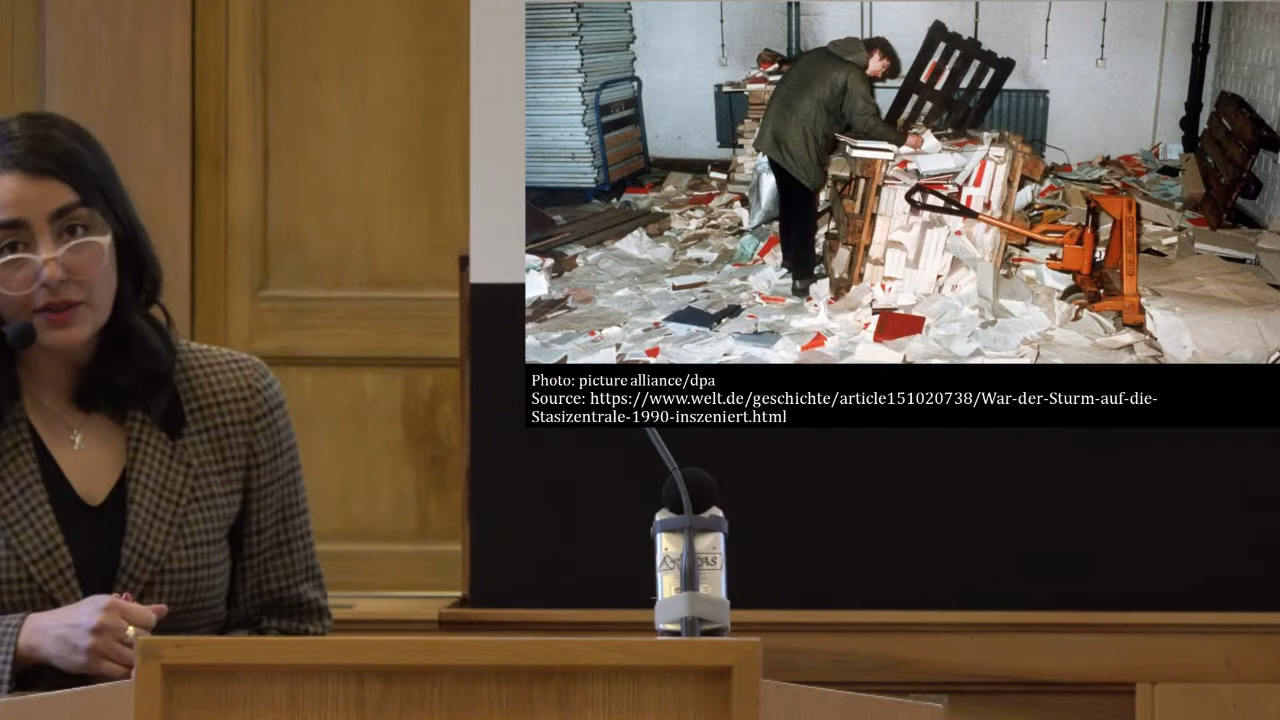 Photo: picture alliance/dpa
Source: https://www.welt.de/geschichte/article151020738/War-der-Sturm-auf-die-
Stasizentrale-1990-inszeniert.html